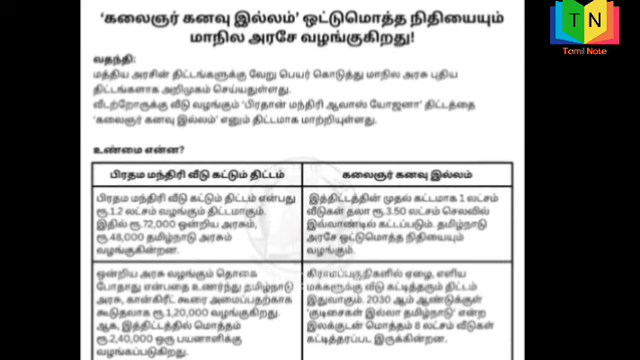 ‘கலைஞர் கனவு இல்லம்’ ஒட்டுமொத்த நிதியையும்
மாநில அரசே வழங்குகிறது!
TN
Tamil Note
வதந்தி:
மத்திய அரசின் திட்டங்களுக்கு வேறு பெயர் கொடுத்து மாநில அரசு புதிய
திட்டங்களாக அறிமுகம் செய்யதுள்ளது.
வீடற்றோருக்கு வீடு வழங்கும் ‘பிரதான் மந்திரி ஆவாஸ் யோஜனா’ திட்டத்தை
‘கலைஞர் கனவு இல்லம்’ எனும் திட்டமாக மாற்றியுள்ளது.
உண்மை என்ன?
பிரதம மந்திரி வீடு கட்டும் திட்டம்
பிரதம மந்திரி வீடு கட்டும் திட்டம் என்பது
ரூ.1.2 லட்சம் வழங்கும் திட்டமாகும்.
இதில் ரூ.72,000 ஒன்றிய அரசும்,
ரூ.48,000 தமிழ்நாடு அரசும்
வழங்குகின்றன.
ஒன்றிய அரசு வழங்கும் தொகை
போதாது என்பதை உணர்ந்து தமிழ்நாடு
அரசு, கான்கிரீட் கூரை அமைப்பதற்காக
கூடுதலாக ரூ.1,20,000 வழங்குகிறது.
ஆக, இத்திட்டத்தில் மொத்தம்
ரூ.2,40,000 ஒரு பயனாளிக்கு
வழங்கப்படுகிறது.
கலைஞர் கனவு இல்லம்
இத்திட்டத்தின் முதல் கட்டமாக 1 லட்சம்
வீடுகள் தலா ரூ.3.50 லட்சம் செலவில்
இவ்வாண்டில் கட்டப்படும். தமிழ்நாடு
அரசே ஒட்டுமொத்த நிதியையும்
வழங்கும்.
கிராமப்பகுதிகளில் ஏழை, எளிய
மக்களுக்கு வீடு கட்டித்தரும் திட்டம்
இதுவாகும். 2030 ஆம் ஆண்டுக்குள்
‘குடிசைகள் இல்லா தமிழ்நாடு’ என்ற
இலக்குடன் மொத்தம் 8 லட்சம் வீடுகள்
கட்டித்தரப்பட இருக்கின்றன.